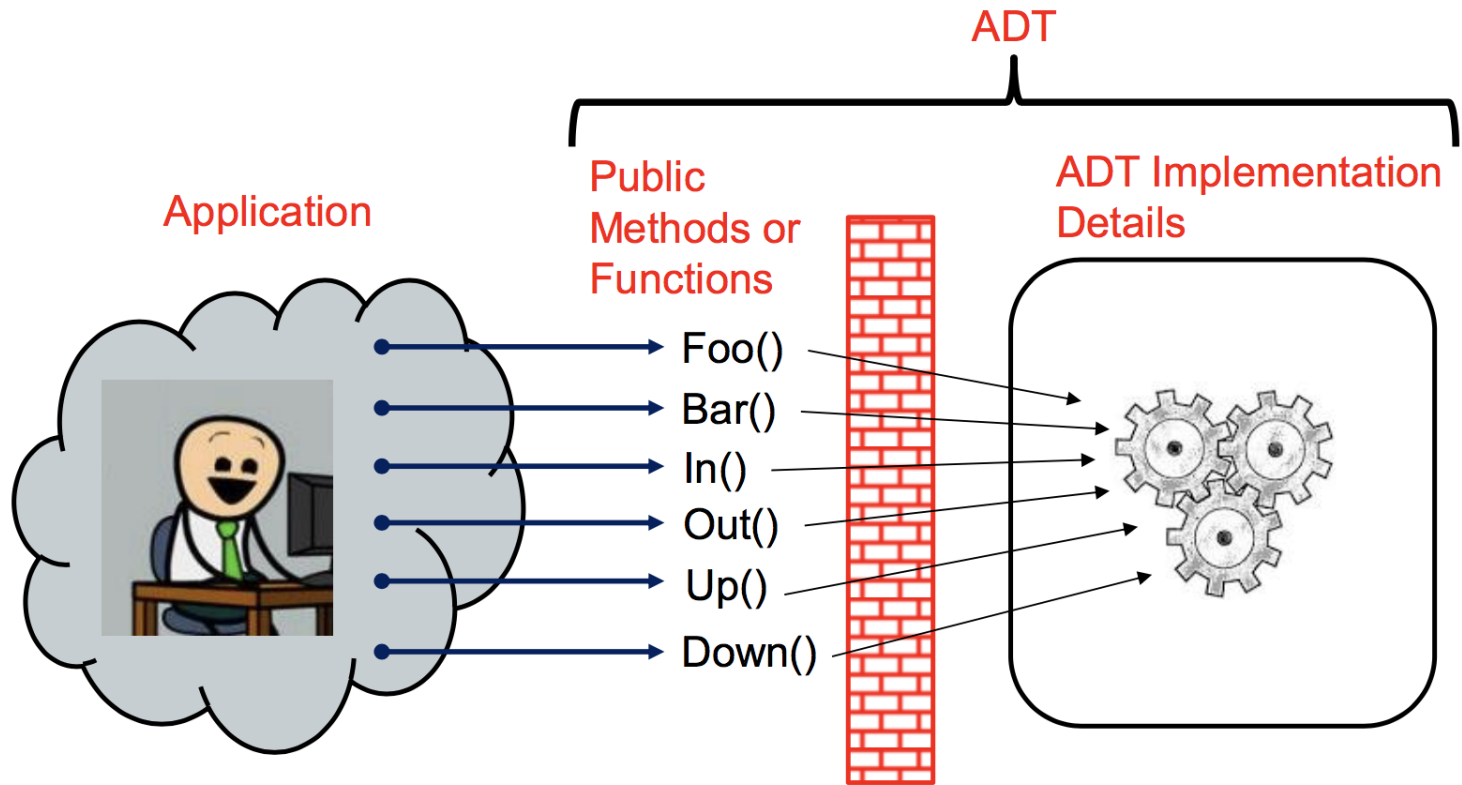 ADT
Application
Public
Methods or
Functions
ADT Implementation
Details
Foo()
Bar()
In()
Out()
Up()
Down()